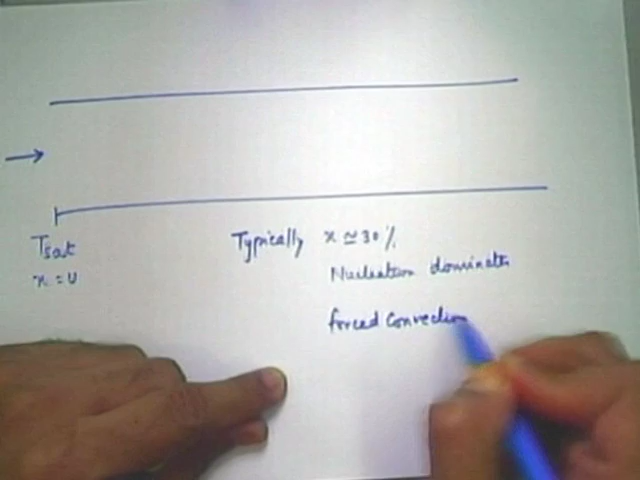 Tsat
x = 0
Typically x ≃ 30 %
Nucleation dominates
forced convection